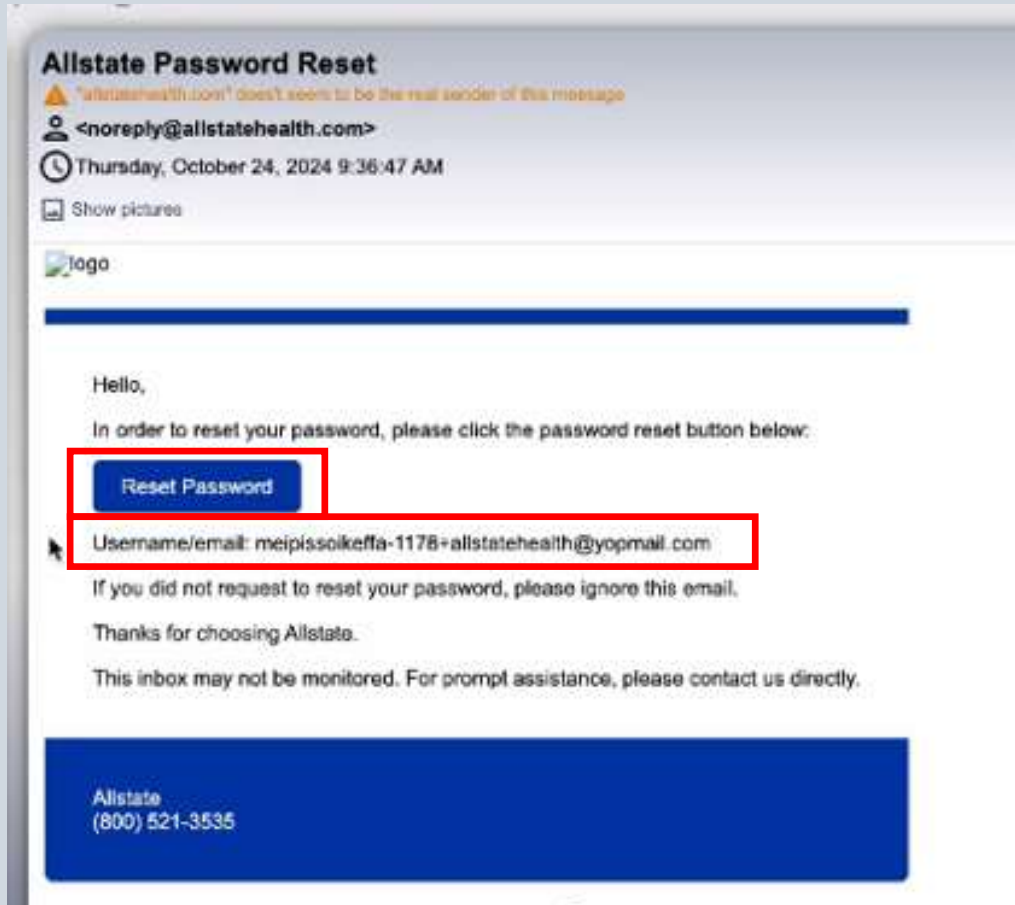 Allstate Password Reset
"allstatehealth.com" does't seem to be the real sender of this message
<noreply@allstatehealth.com>
Thursday, October 24, 2024 9:36:47 AM
Show pictures
logo
Hello,
In order to reset your password, please click the password reset button below:
Reset Password
Username/email: meipissoikeffa-1178+allstatehealth@yopmail.com
If you did not request to reset your password, please ignore this email.
Thanks for choosing Allstate.
This inbox may not be monitored. For prompt assistance, please contact us directly.
Allstate
(800) 521-3535